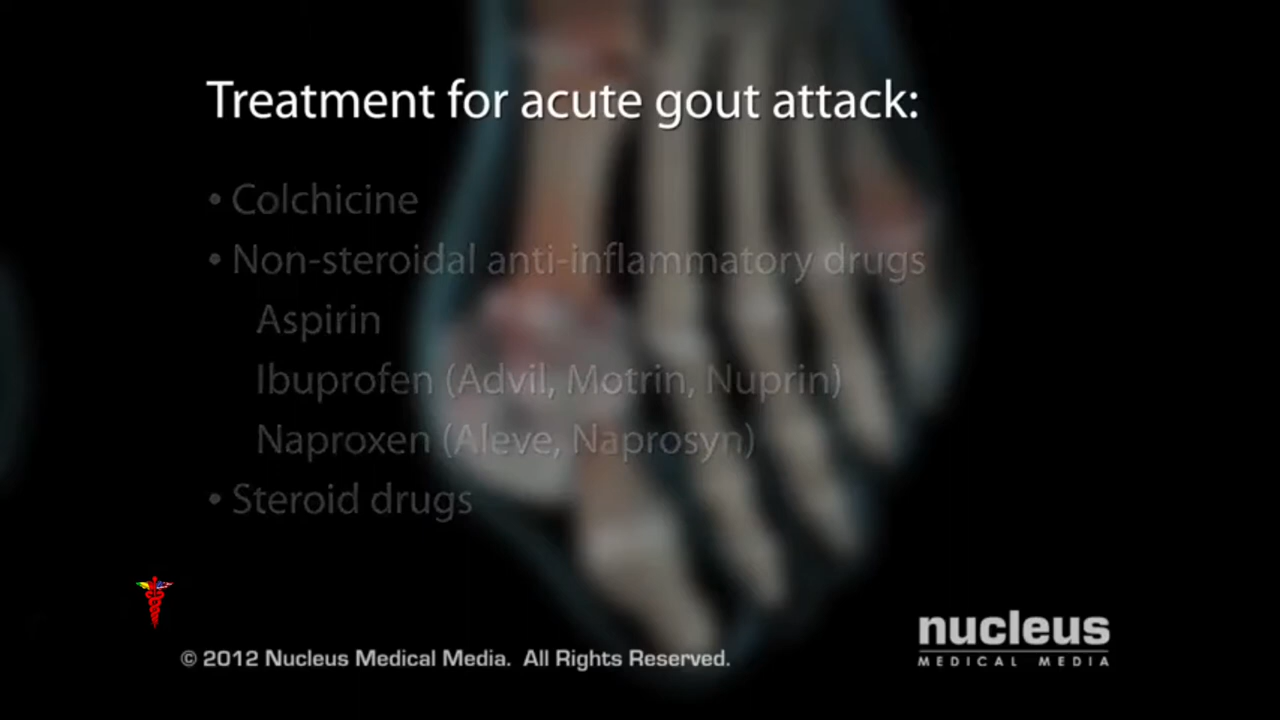 Treatment for acute gout attack:
• Colchicine
• Non-steroidal anti-inflammatory drugs
Aspirin
Ibuprofen (Advil, Motrin, Nuprin)
Naproxen (Aleve, Naprosyn)
• Steroid drugs
nucleus
MEDICAL MEDIA
© 2012 Nucleus Medical Media. All Rights Reserved.